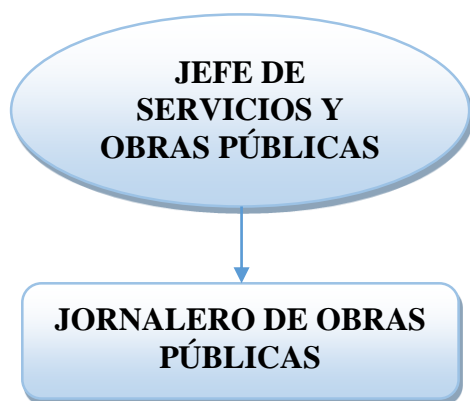 JEFE DE
SERVICIOS Y
OBRAS PÚBLICAS
JORNALERO DE OBRAS
PÚBLICAS